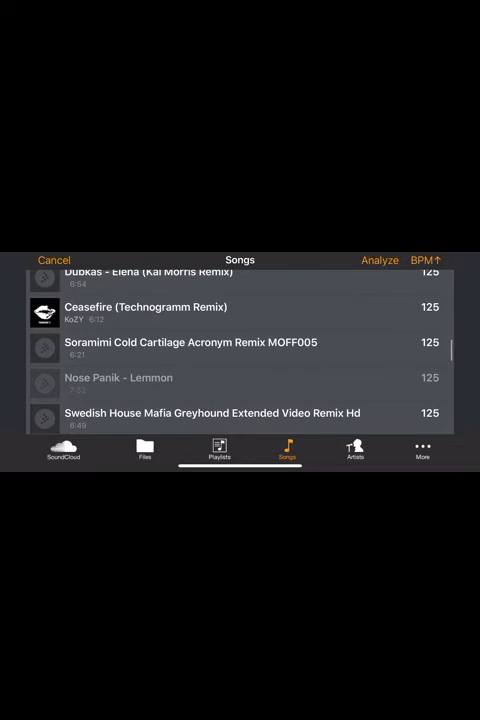 Cancel
Songs
Analyze
BPM↑
Dubkas - Elena (Kai Morris Remix)
125
6:54
Ceasefire (Technogramm Remix)
125
KoZY 6:12
Soramimi Cold Cartilage Acronym Remix MOFF005
125
6:21
Nose Panik - Lemmon
125
7:52
Swedish House Mafia Greyhound Extended Video Remix Hd
125
6:49
SoundCloud
Files
Playlists
Songs
Artists
More